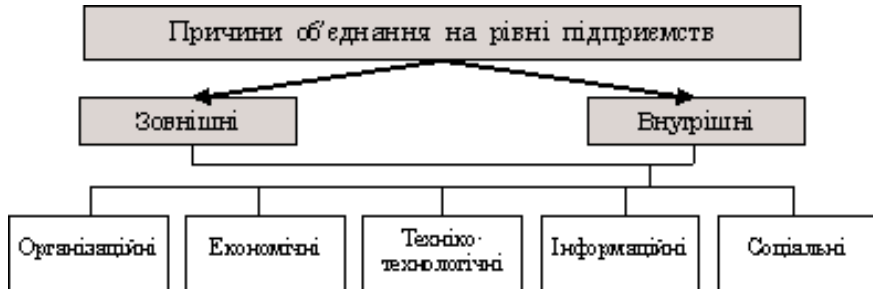 Причини об'єднання на рівні підприємств
Зовнішні
Внутрішні
Організаційні
Економічні
Техніко-
технологічні
Інформаційні
Соціальні